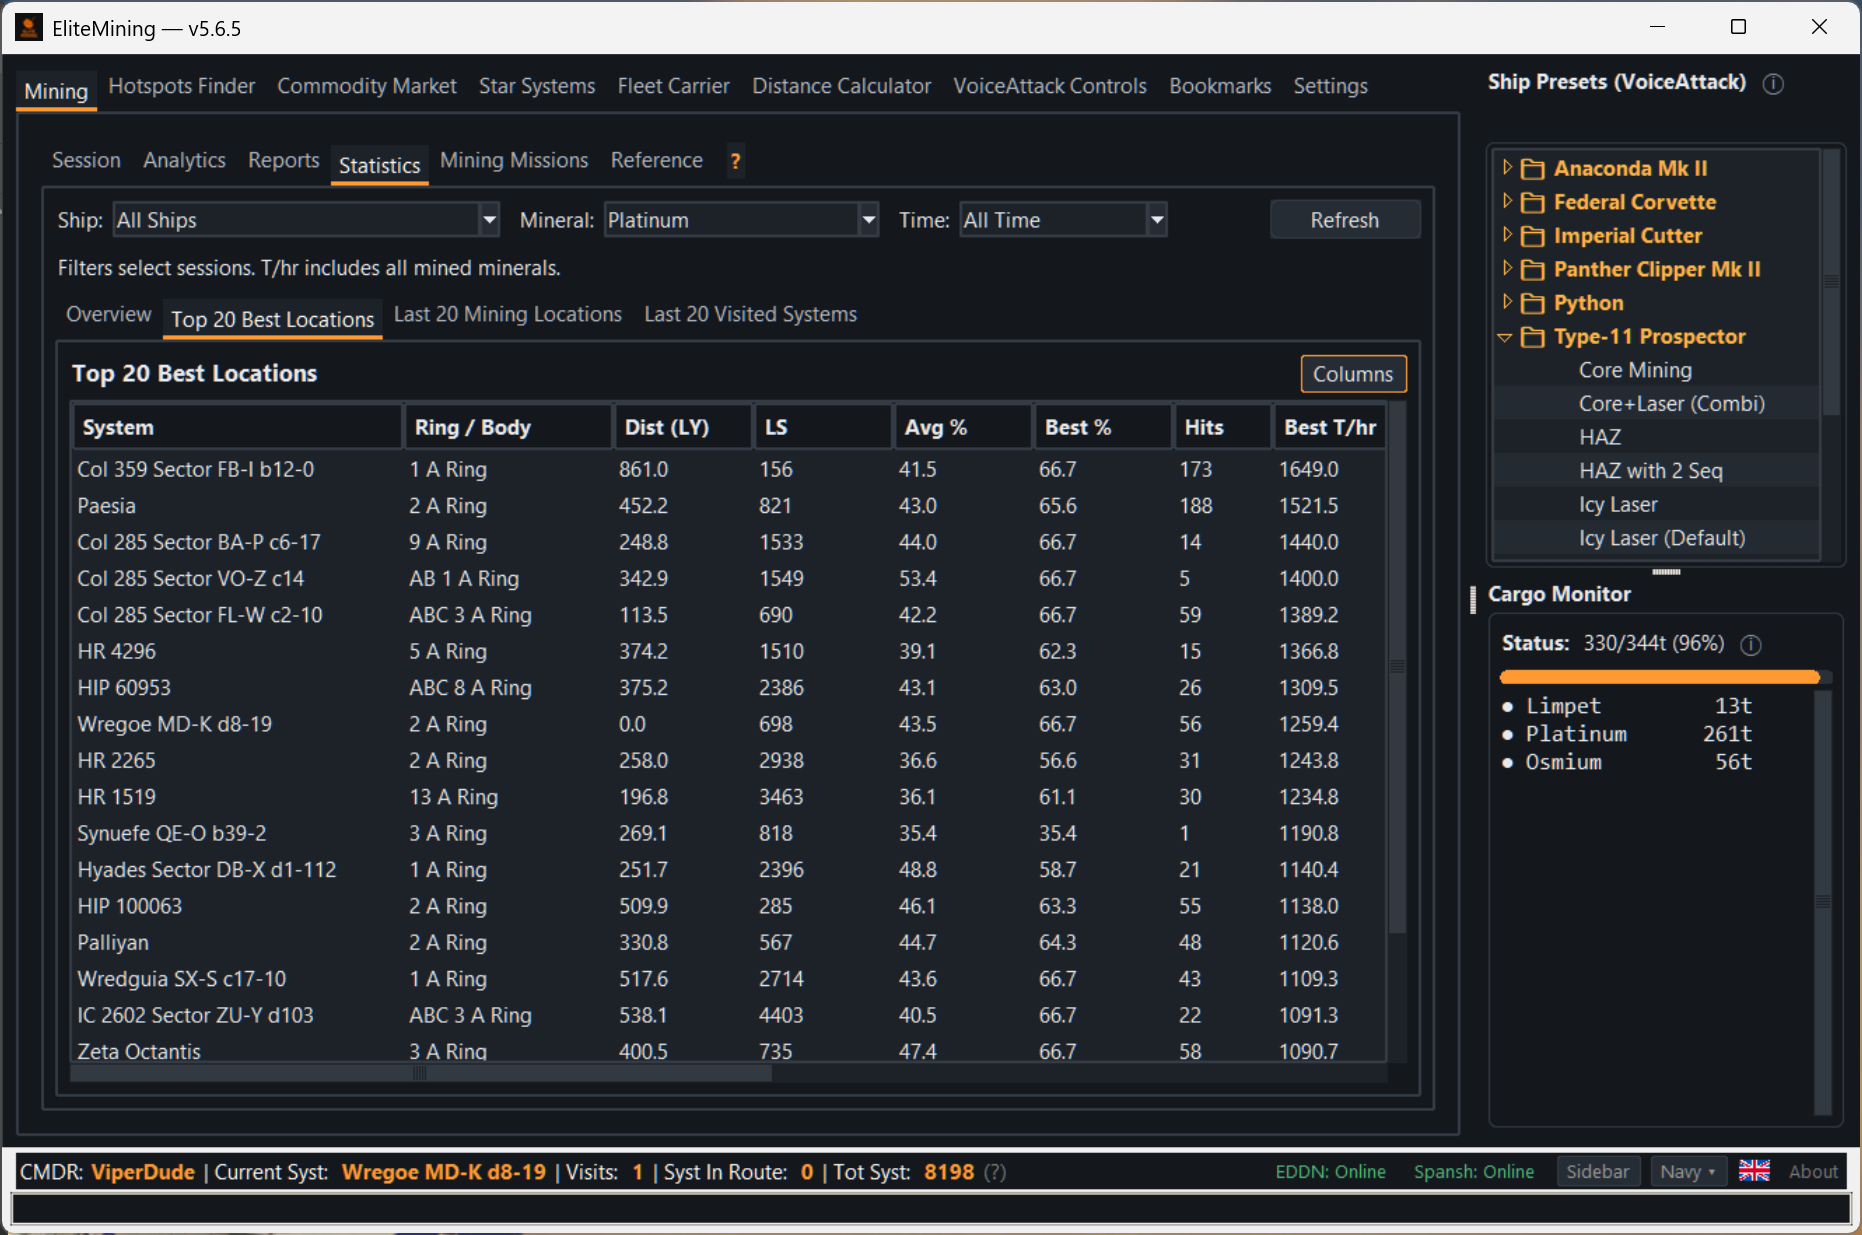 EliteMining — v5.6.5
Mining Hotspots Finder Commodity Market Star Systems Fleet Carrier Distance Calculator VoiceAttack Controls Bookmarks Settings
Session Analytics Reports Statistics Mining Missions Reference ?
Ship: All Ships Mineral: Platinum Time: All Time Refresh
Filters select sessions. T/hr includes all mined minerals.
Overview Top 20 Best Locations Last 20 Mining Locations Last 20 Visited Systems
Top 20 Best Locations Columns
System Ring / Body Dist (LY) LS Avg % Best % Hits Best T/hr
Col 359 Sector FB-I b12-0 1 A Ring 861.0 156 41.5 66.7 173 1649.0
Paesia 2 A Ring 452.2 821 43.0 65.6 188 1521.5
Col 285 Sector BA-P c6-17 9 A Ring 248.8 1533 44.0 66.7 14 1440.0
Col 285 Sector VO-Z c14 AB 1 A Ring 342.9 1549 53.4 66.7 5 1400.0
Col 285 Sector FL-W c2-10 ABC 3 A Ring 113.5 690 42.2 66.7 59 1389.2
HR 4296 5 A Ring 374.2 1510 39.1 62.3 15 1366.8
HIP 60953 ABC 8 A Ring 375.2 2386 43.1 63.0 26 1309.5
Wregoe MD-K d8-19 2 A Ring 0.0 698 43.5 66.7 56 1259.4
HR 2265 2 A Ring 258.0 2938 36.6 56.6 31 1243.8
HR 1519 13 A Ring 196.8 3463 36.1 61.1 30 1234.8
Synuefe QE-O b39-2 3 A Ring 269.1 818 35.4 35.4 1 1190.8
Hyades Sector DB-X d1-112 1 A Ring 251.7 2396 48.8 58.7 21 1140.4
HIP 100063 2 A Ring 509.9 285 46.1 63.3 55 1138.0
Palliyan 2 A Ring 330.8 567 44.7 64.3 48 1120.6
Wredguia SX-S c17-10 1 A Ring 517.6 2714 43.6 66.7 43 1109.3
IC 2602 Sector ZU-Y d103 ABC 3 A Ring 538.1 4403 40.5 66.7 22 1091.3
Zeta Octantis 3 A Ring 400.5 735 47.4 66.7 58 1090.7
Ship Presets (VoiceAttack) ⓘ
Anaconda Mk II
Federal Corvette
Imperial Cutter
Panther Clipper Mk II
Python
Type-11 Prospector
Core Mining
Core+Laser (Combi)
HAZ
HAZ with 2 Seq
Icy Laser
Icy Laser (Default)
Cargo Monitor
Status: 330/344t (96%) ⓘ
● Limpet 13t
● Platinum 261t
● Osmium 56t
CMDR: ViperDude | Current Syst: Wregoe MD-K d8-19 | Visits: 1 | Syst In Route: 0 | Tot Syst: 8198 (?) EDDN: Online Spansh: Online Sidebar Navy About